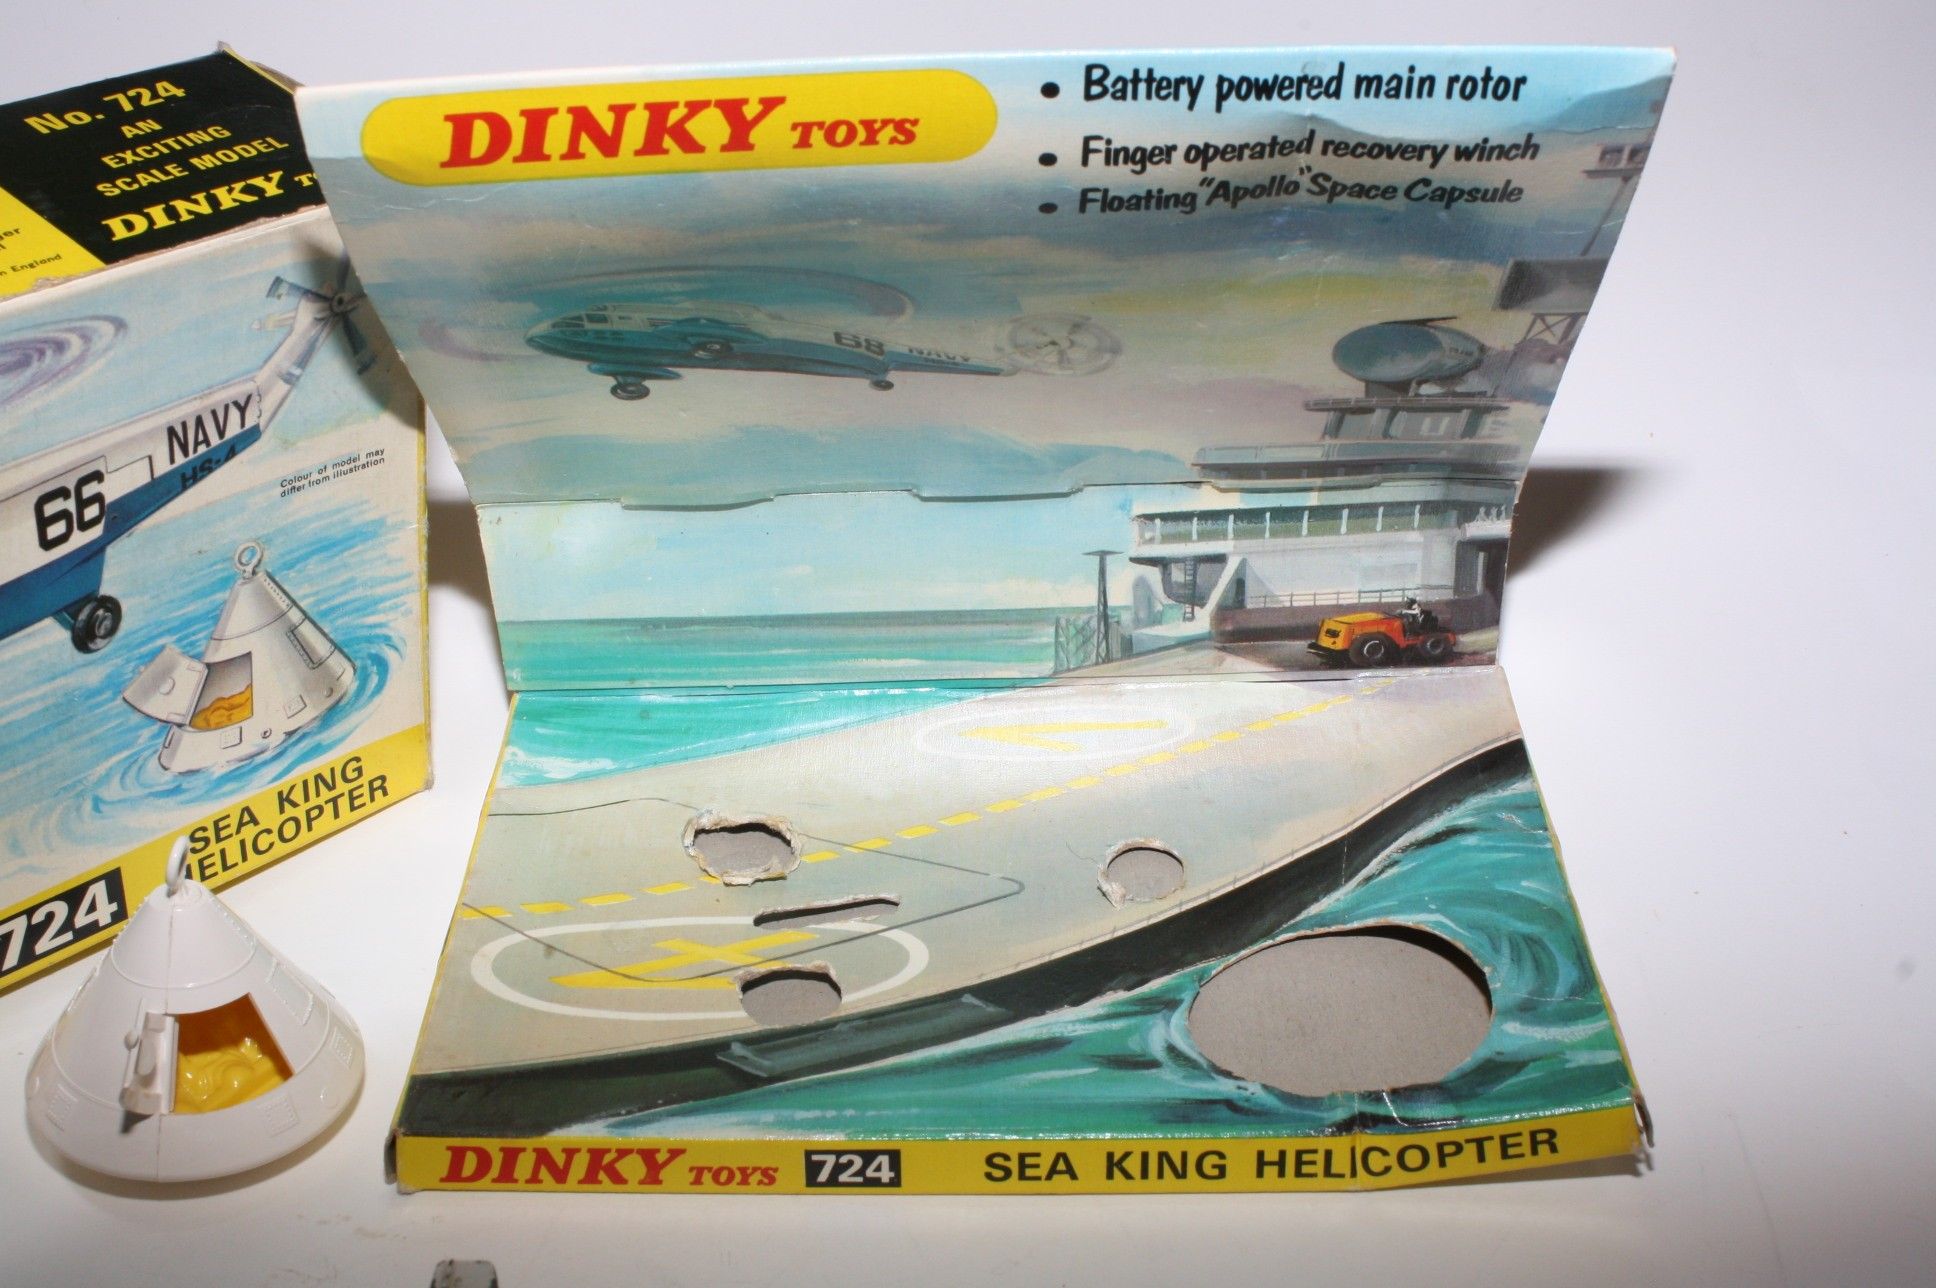 No. 724
AN
EXCITING
SCALE MODEL
DINKY
England
NAVY
HS-4
66
Colour of model may
differ from illustration
SEA KING
HELICOPTER
724
DINKY TOYS
• Battery powered main rotor
• Finger operated recovery winch
• Floating "Apollo" Space Capsule
68 NAVY
DINKY TOYS 724 SEA KING HELICOPTER